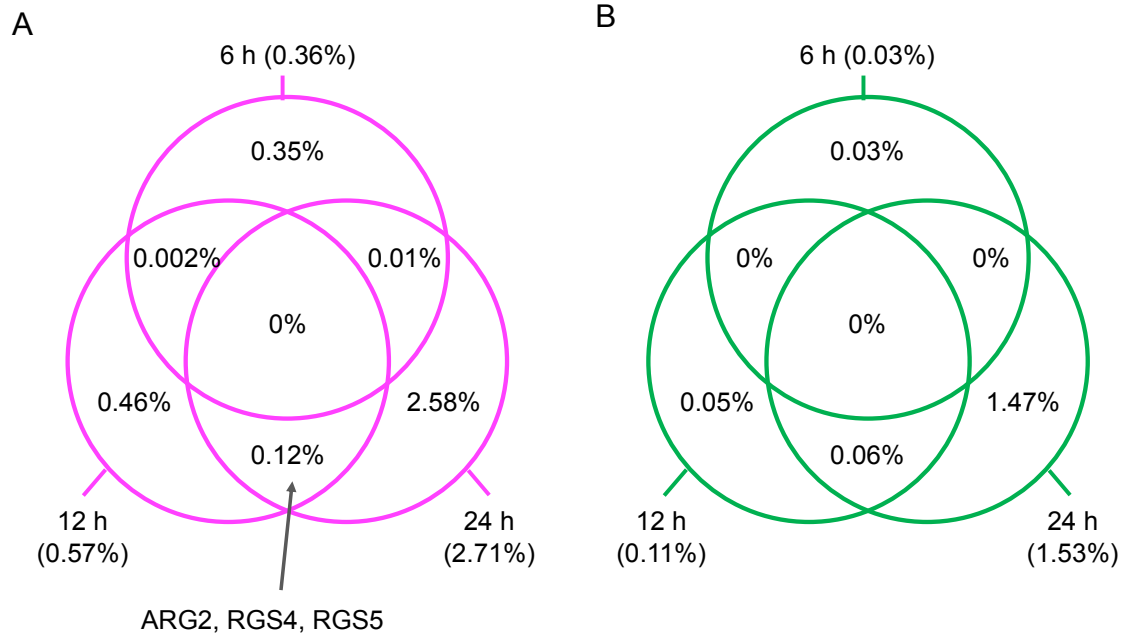 A
6 h (0.36%)
0.35%
0.002%
0.01%
0%
0.46%
2.58%
0.12%
12 h
(0.57%)
24 h
(2.71%)
ARG2, RGS4, RGS5
B
6 h (0.03%)
0.03%
0%
0%
0%
0.05%
1.47%
0.06%
12 h
(0.11%)
24 h
(1.53%)